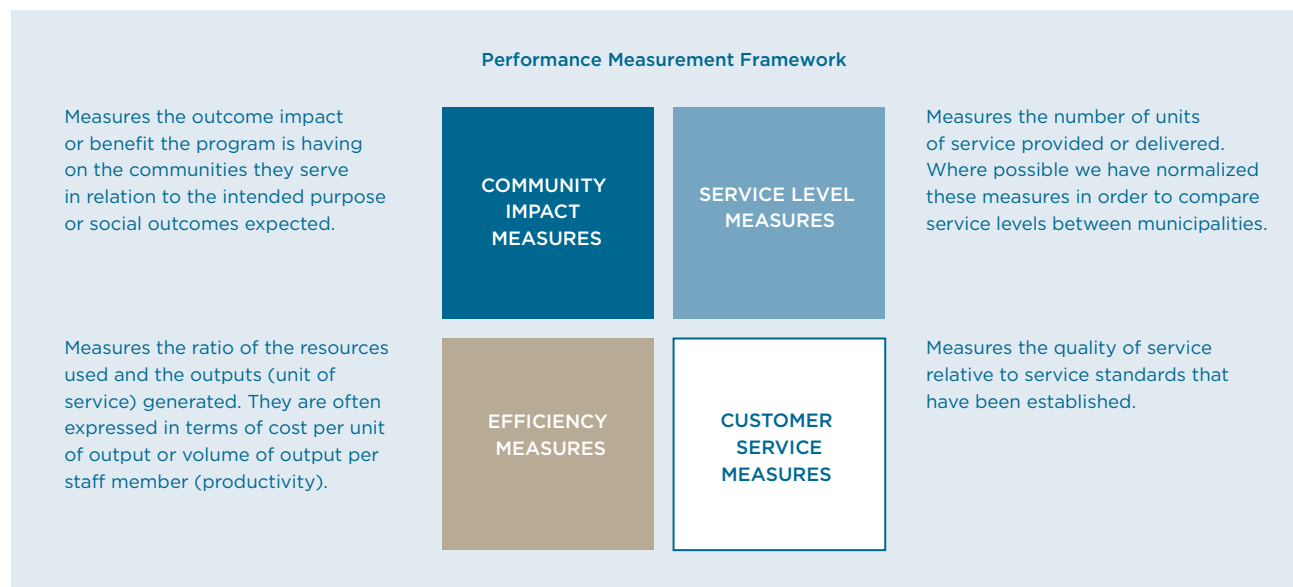 Performance Measurement Framework
Measures the outcome impact
or benefit the program is having
on the communities they serve
in relation to the intended purpose
or social outcomes expected.
COMMUNITY
IMPACT
MEASURES
SERVICE LEVEL
MEASURES
Measures the number of units
of service provided or delivered.
Where possible we have normalized
these measures in order to compare
service levels between municipalities.
Measures the ratio of the resources
used and the outputs (unit of
service) generated. They are often
expressed in terms of cost per unit
of output or volume of output per
staff member (productivity).
EFFICIENCY
MEASURES
CUSTOMER
SERVICE
MEASURES
Measures the quality of service
relative to service standards that
have been established.